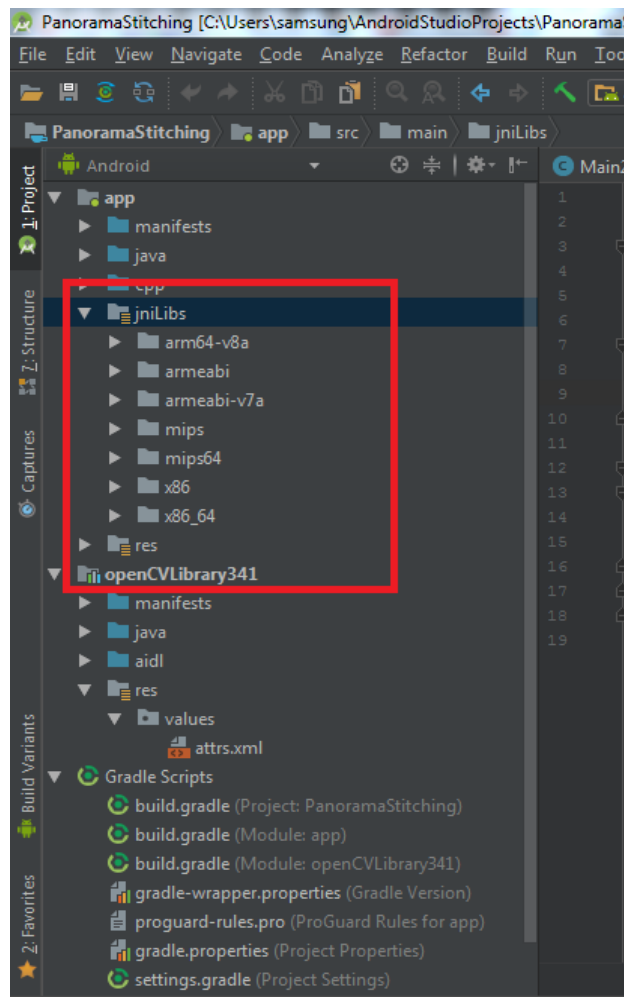 PanoramaStitching [C:\Users\samsung\AndroidStudioProjects\Panorama
File Edit View Navigate Code Analyze Refactor Build Run Too
PanoramaStitching app src main jniLibs
Android
Main2
1: Project
7: Structure
Captures
Build Variants
2: Favorites
app
manifests
java
cpp
jniLibs
arm64-v8a
armeabi
armeabi-v7a
mips
mips64
x86
x86_64
res
openCVLibrary341
manifests
java
aidl
res
values
attrs.xml
Gradle Scripts
build.gradle (Project: PanoramaStitching)
build.gradle (Module: app)
build.gradle (Module: openCVLibrary341)
gradle-wrapper.properties (Gradle Version)
proguard-rules.pro (ProGuard Rules for app)
gradle.properties (Project Properties)
settings.gradle (Project Settings)
1
2
3
4
5
6
7
8
9
10
11
12
13
14
15
16
17
18
19